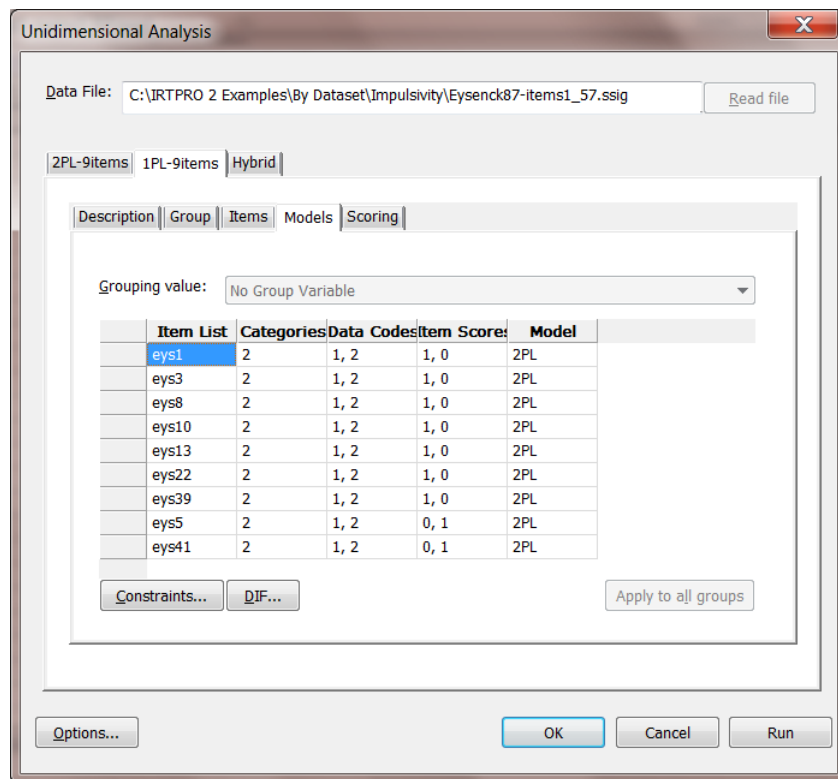 Unidimensional Analysis
Data File: C:\IRTPRO 2 Examples\By Dataset\Impulsivity\Eysenck87-items1_57.ssig Read file
2PL-9items 1PL-9items Hybrid
Description Group Items Models Scoring
Grouping value: No Group Variable
Item List Categories Data Codes Item Scores Model
eys1 2 1, 2 1, 0 2PL
eys3 2 1, 2 1, 0 2PL
eys8 2 1, 2 1, 0 2PL
eys10 2 1, 2 1, 0 2PL
eys13 2 1, 2 1, 0 2PL
eys22 2 1, 2 1, 0 2PL
eys39 2 1, 2 1, 0 2PL
eys5 2 1, 2 0, 1 2PL
eys41 2 1, 2 0, 1 2PL
Constraints... DIF... Apply to all groups
Options... OK Cancel Run